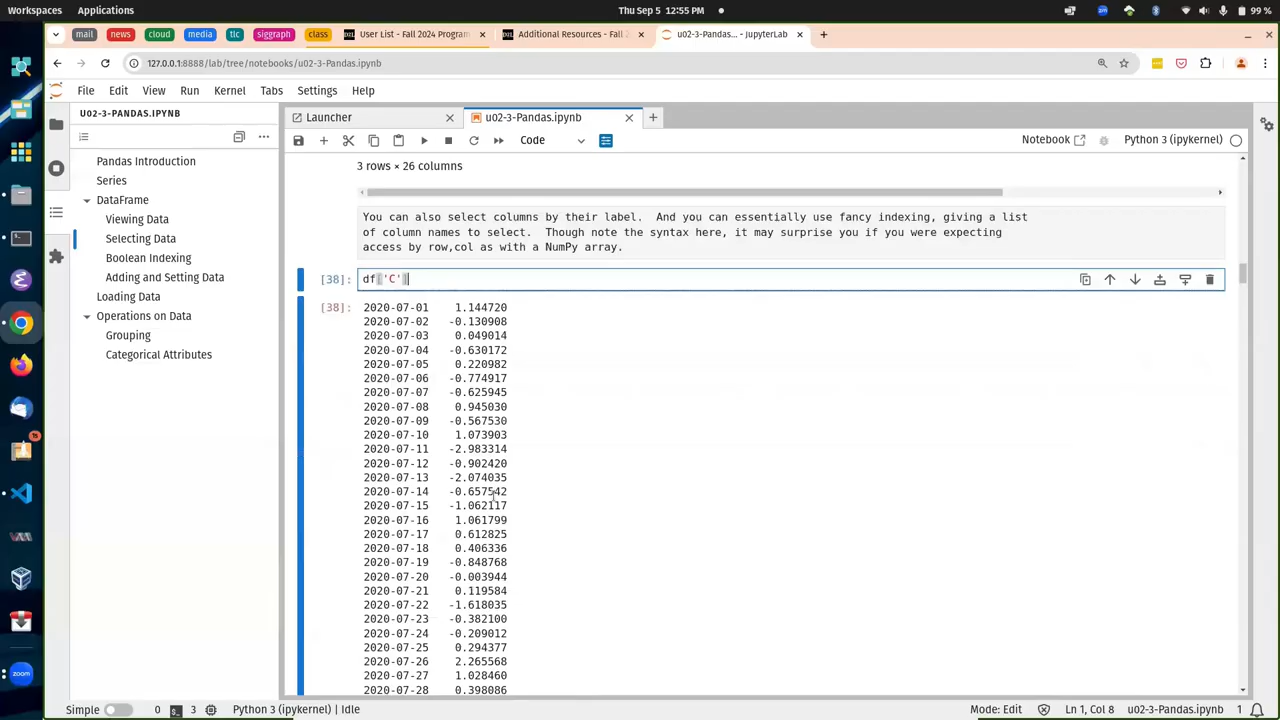 Workspaces Applications Thu Sep 5 12:55 PM 99 %
mail news cloud media tlc siggraph class User List - Fall 2024 Program Additional Resources - Fall 2 u02-3-Pandas... - JupyterLab
127.0.0.1:8888/lab/tree/notebooks/u02-3-Pandas.ipynb
File Edit View Run Kernel Tabs Settings Help
U02-3-PANDAS.IPYNB
Launcher u02-3-Pandas.ipynb
Code Notebook Python 3 (ipykernel)
Pandas Introduction
Series
DataFrame
Viewing Data
Selecting Data
Boolean Indexing
Adding and Setting Data
Loading Data
Operations on Data
Grouping
Categorical Attributes
3 rows × 26 columns
You can also select columns by their label. And you can essentially use fancy indexing, giving a list
of column names to select. Though note the syntax here, it may surprise you if you were expecting
access by row,col as with a NumPy array.
[38]: df['C']
[38]: 2020-07-01 1.144720
2020-07-02 -0.130908
2020-07-03 0.049014
2020-07-04 -0.630172
2020-07-05 0.220982
2020-07-06 -0.774917
2020-07-07 -0.625945
2020-07-08 0.945030
2020-07-09 -0.567530
2020-07-10 1.073903
2020-07-11 -2.983314
2020-07-12 -0.902420
2020-07-13 -2.074035
2020-07-14 -0.657542
2020-07-15 -1.062117
2020-07-16 1.061799
2020-07-17 0.612825
2020-07-18 0.406336
2020-07-19 -0.848768
2020-07-20 -0.003944
2020-07-21 0.119584
2020-07-22 -1.618035
2020-07-23 -0.382100
2020-07-24 -0.209012
2020-07-25 0.294377
2020-07-26 2.265568
2020-07-27 1.028460
2020-07-28 0.398086
zoom
Simple 0 3 Python 3 (ipykernel) | Idle Mode: Edit Ln 1, Col 8 u02-3-Pandas.ipynb 1